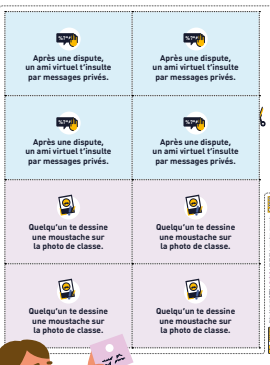 %?*#!
%?*#!
Après une dispute,
un ami virtuel t'insulte
par messages privés.
Après une dispute,
un ami virtuel t'insulte
par messages privés.
Après une dispute,
un ami virtuel t'insulte
par messages privés.
Après une dispute,
un ami virtuel t'insulte
par messages privés.
Quelqu'un te dessine
une moustache sur
la photo de classe.
Quelqu'un te dessine
une moustache sur
la photo de classe.
Quelqu'un te dessine
une moustache sur
la photo de classe.
Quelqu'un te dessine
une moustache sur
la photo de classe.